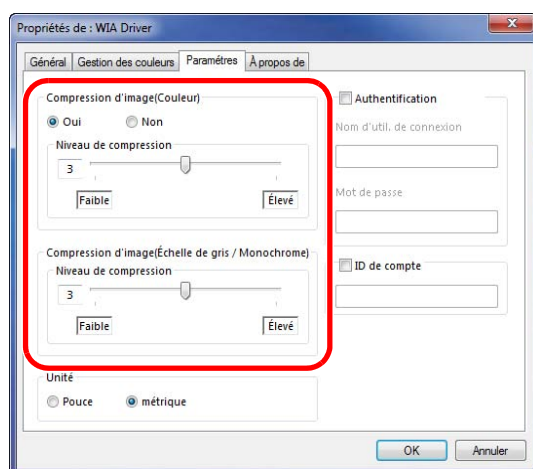 Propriétés de : WIA Driver
Général Gestion des couleurs Paramètres À propos de
Compression d'image(Couleur)
Oui Non
Niveau de compression
3
Faible Élevé
Compression d'image(Échelle de gris / Monochrome)
Niveau de compression
3
Faible Élevé
Unité
Pouce métrique
Authentification
Nom d'util. de connexion
Mot de passe
ID de compte
OK Annuler